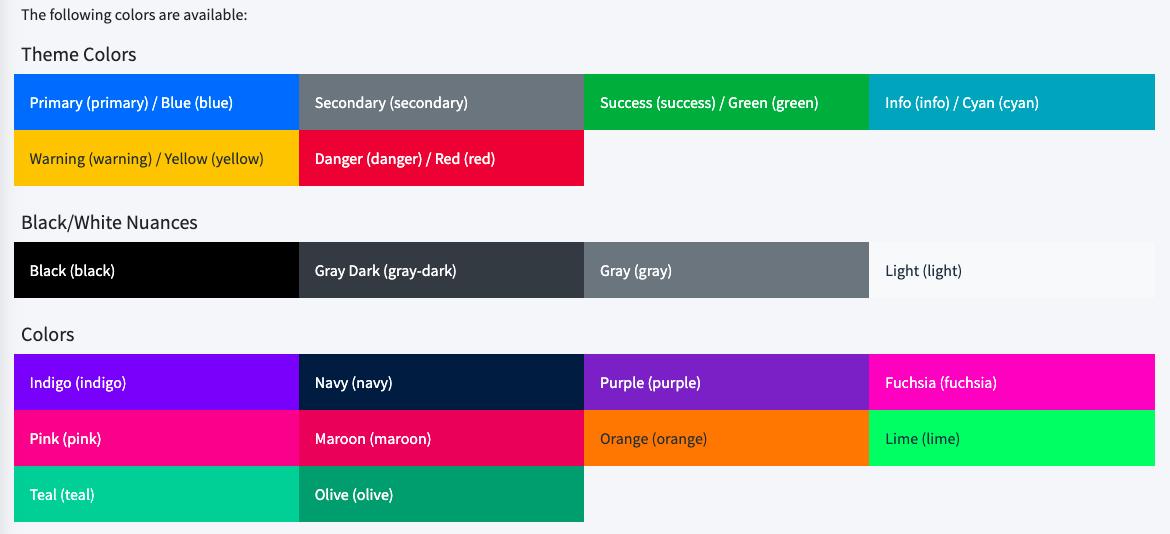 The following colors are available:
Theme Colors
Primary (primary) / Blue (blue)
Secondary (secondary)
Success (success) / Green (green)
Info (info) / Cyan (cyan)
Warning (warning) / Yellow (yellow)
Danger (danger) / Red (red)
Black/White Nuances
Black (black)
Gray Dark (gray-dark)
Gray (gray)
Light (light)
Colors
Indigo (indigo)
Navy (navy)
Purple (purple)
Fuchsia (fuchsia)
Pink (pink)
Maroon (maroon)
Orange (orange)
Lime (lime)
Teal (teal)
Olive (olive)